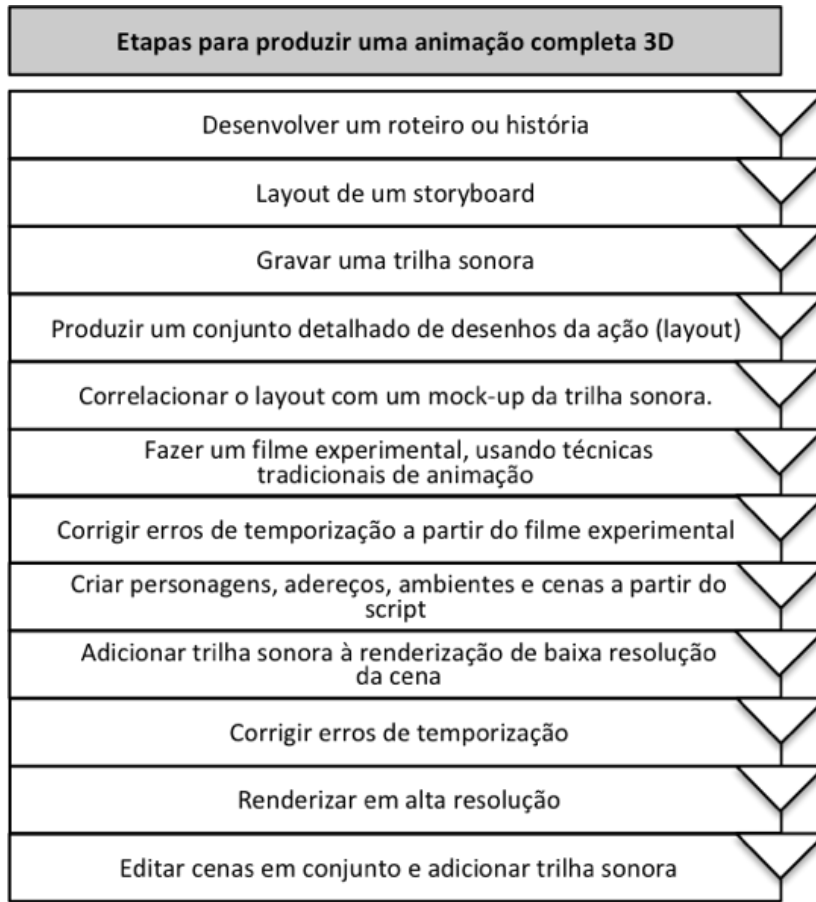 Etapas para produzir uma animação completa 3D
Desenvolver um roteiro ou história
Layout de um storyboard
Gravar uma trilha sonora
Produzir um conjunto detalhado de desenhos da ação (layout)
Correlacionar o layout com um mock-up da trilha sonora.
Fazer um filme experimental, usando técnicas
tradicionais de animação
Corrigir erros de temporização a partir do filme experimental
Criar personagens, adereços, ambientes e cenas a partir do
script
Adicionar trilha sonora à renderização de baixa resolução
da cena
Corrigir erros de temporização
Renderizar em alta resolução
Editar cenas em conjunto e adicionar trilha sonora